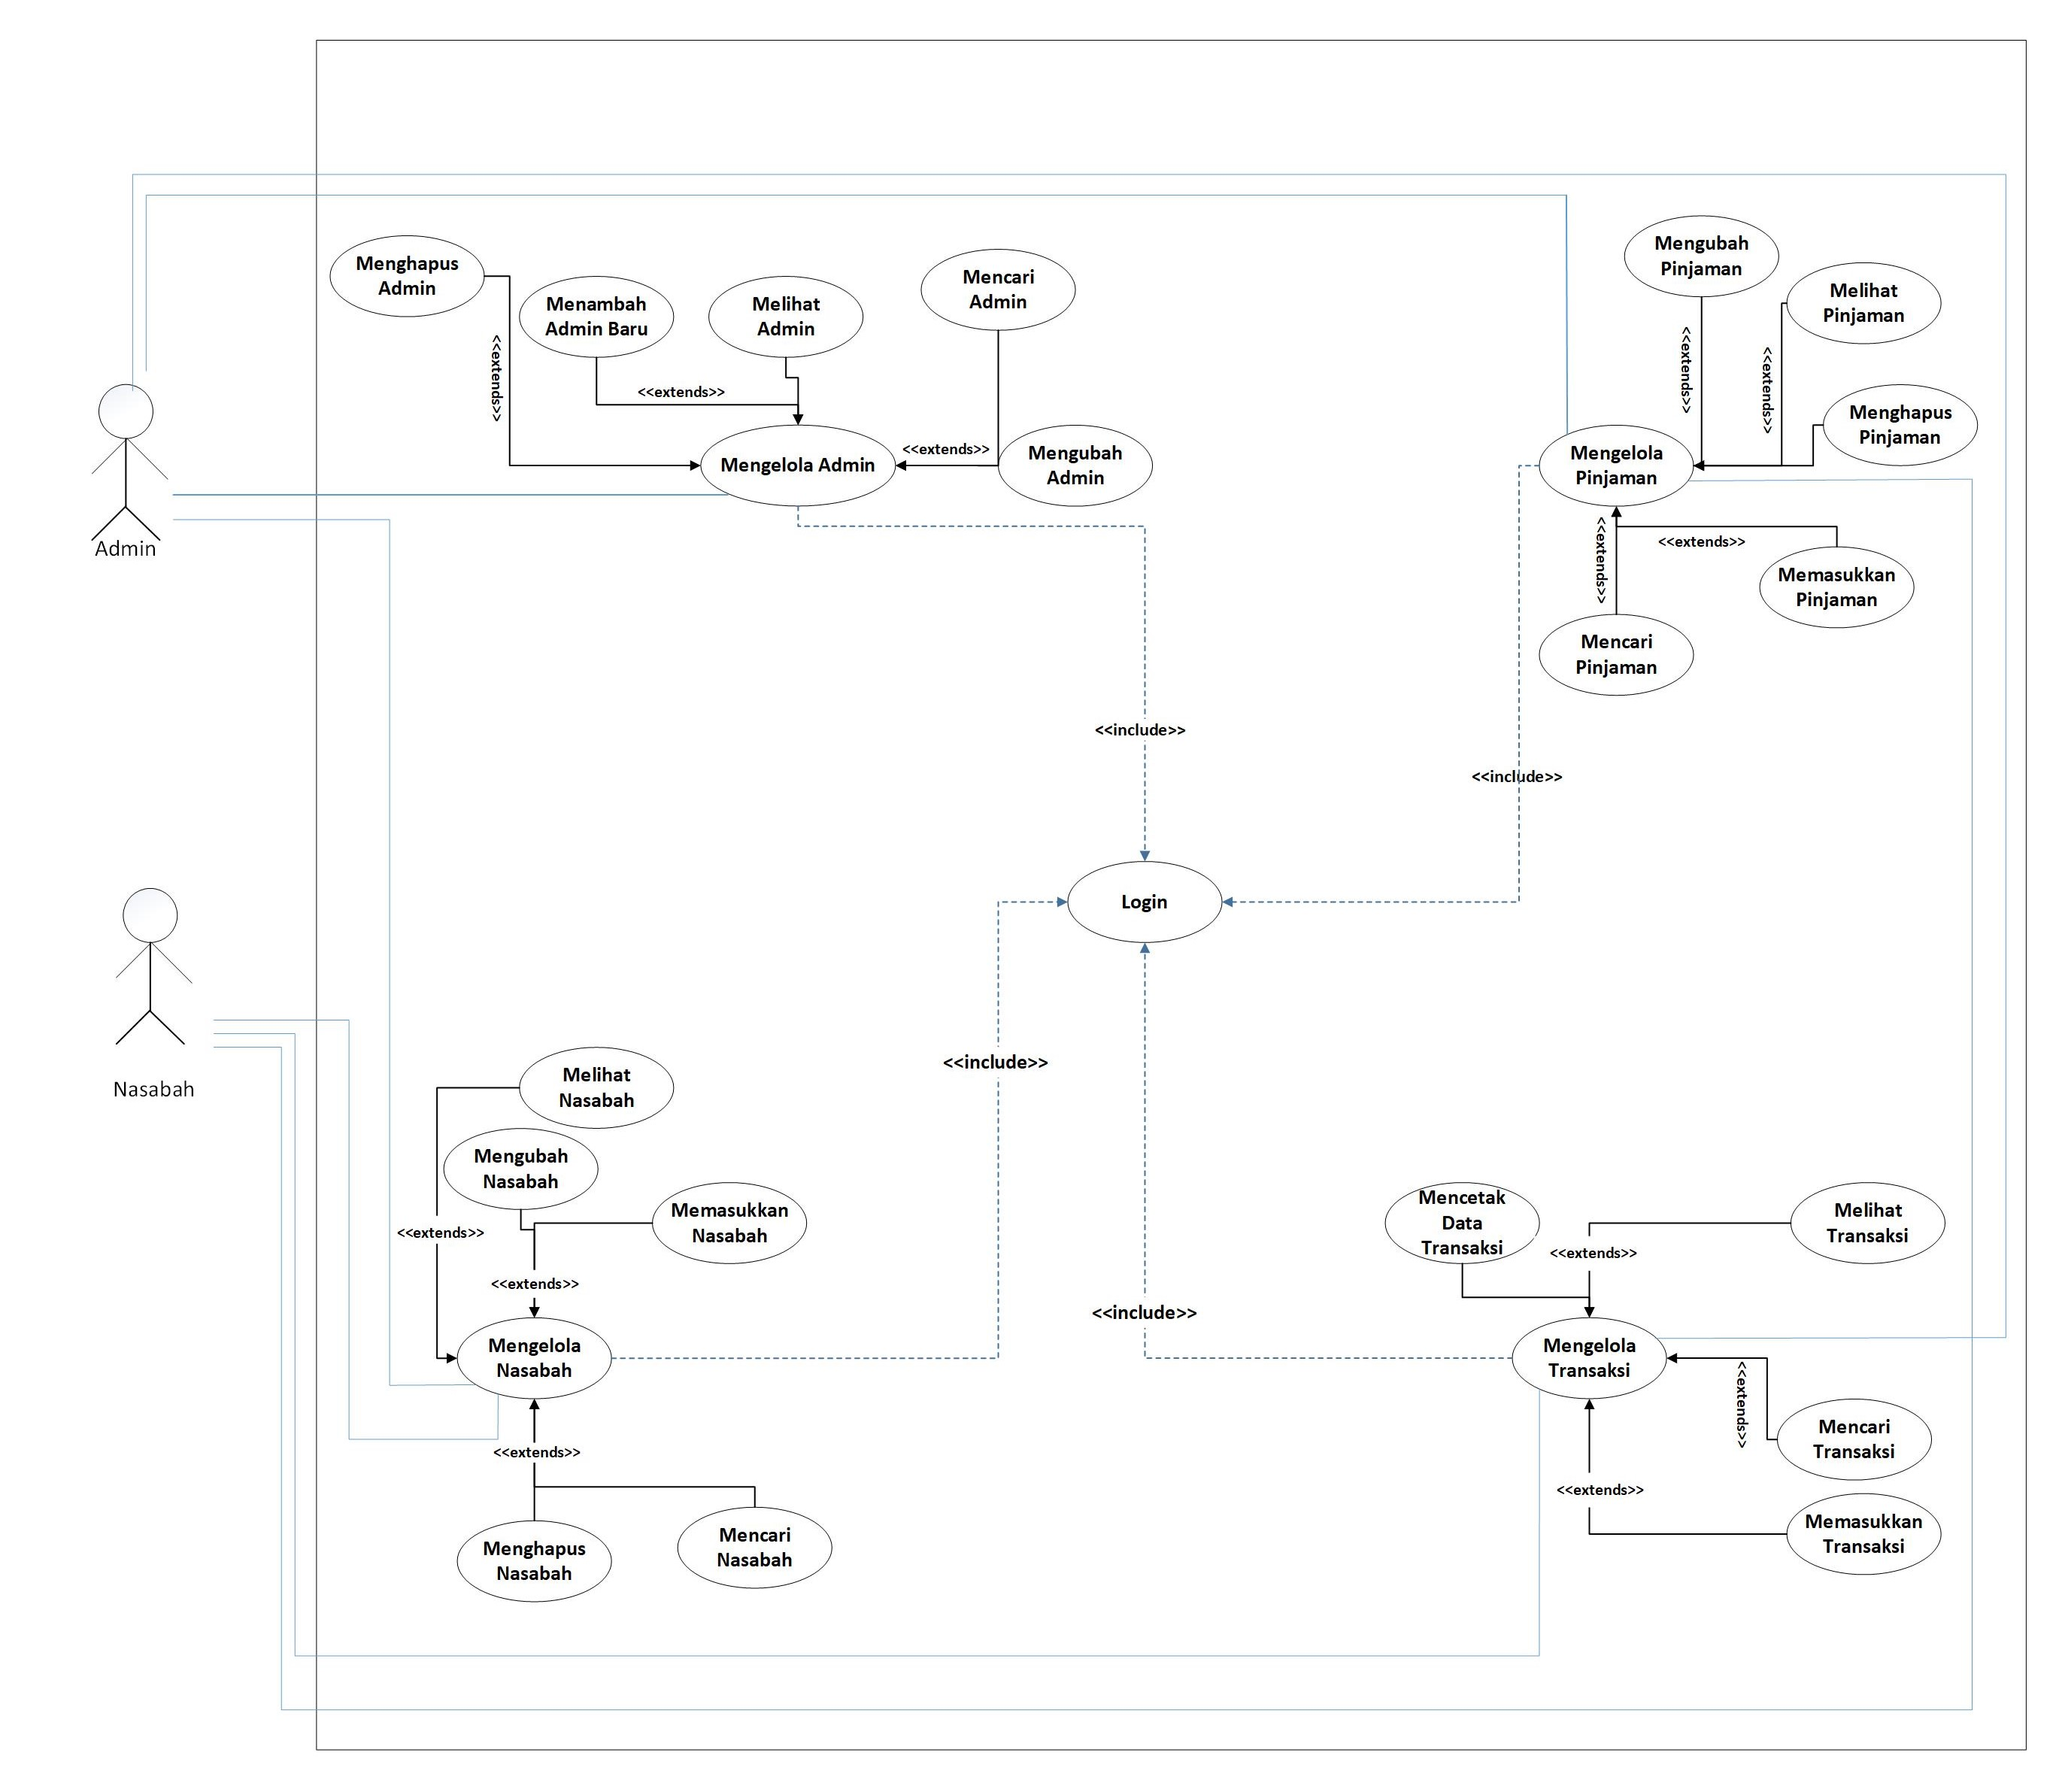 Menghapus
Admin
Menambah
Admin Baru
Melihat
Admin
Mencari
Admin
<<extends>>
<<extends>>
Mengelola Admin
<<extends>>
Mengubah
Admin
Mengubah
Pinjaman
Melihat
Pinjaman
<<extends>>
<<extends>>
Menghapus
Pinjaman
Mengelola
Pinjaman
<<extends>>
<<extends>>
Memasukkan
Pinjaman
Mencari
Pinjaman
Admin
<<include>>
<<include>>
Login
Nasabah
<<include>>
<<include>>
Melihat
Nasabah
Mengubah
Nasabah
Memasukkan
Nasabah
<<extends>>
<<extends>>
Mengelola
Nasabah
<<extends>>
Menghapus
Nasabah
Mencari
Nasabah
Mencetak
Data
Transaksi
Melihat
Transaksi
<<extends>>
Mengelola
Transaksi
<<extends>>
Mencari
Transaksi
<<extends>>
Memasukkan
Transaksi